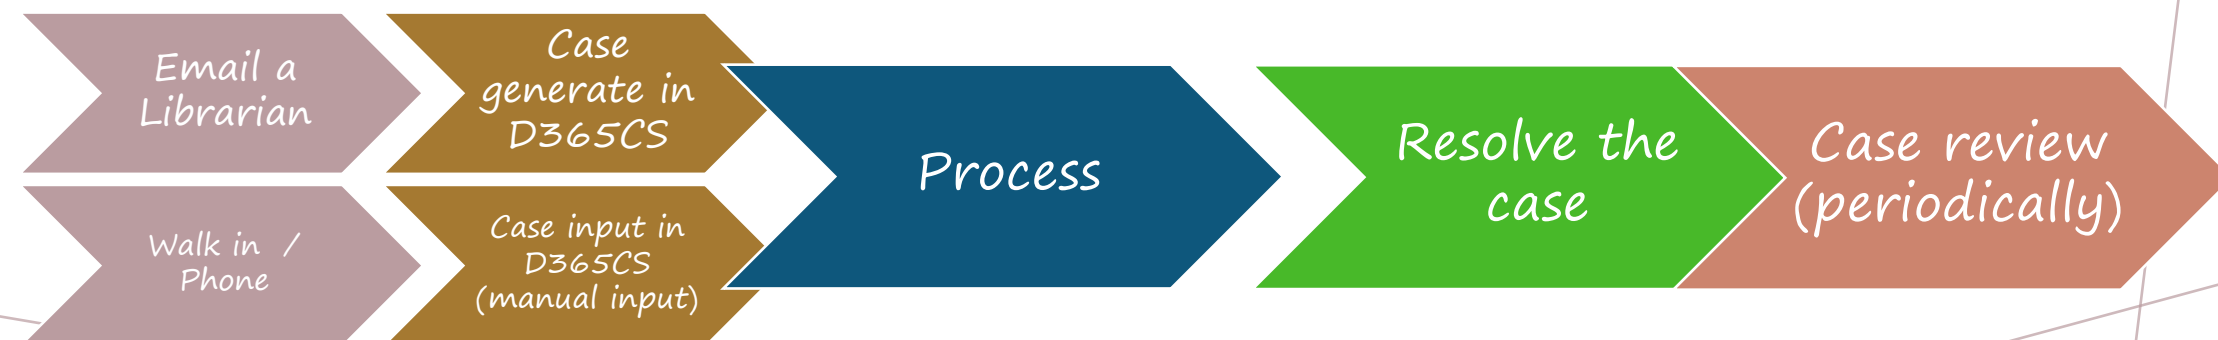 Email a
Librarian
Case
generate in
D365CS
Walk in /
Phone
Case input in
D365CS
(manual input)
Process
Resolve the
case
Case review
(periodically)